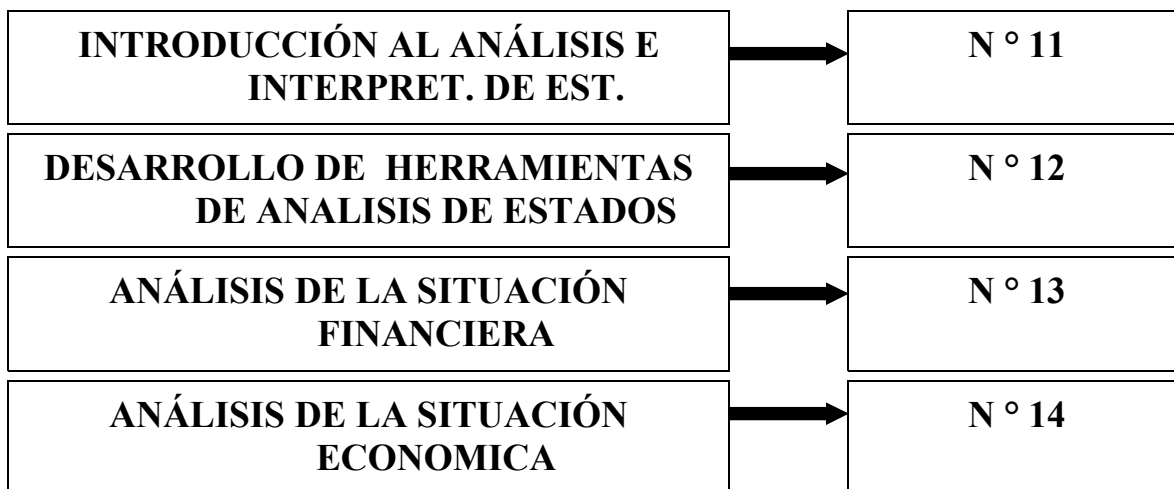 INTRODUCCIÓN AL ANÁLISIS E
INTERPRET. DE EST.
N ° 11
DESARROLLO DE HERRAMIENTAS
DE ANALISIS DE ESTADOS
N ° 12
ANÁLISIS DE LA SITUACIÓN
FINANCIERA
N ° 13
ANÁLISIS DE LA SITUACIÓN
ECONOMICA
N ° 14